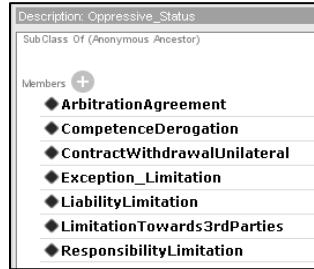 Description: Oppressive_Status
SubClass Of (Anonymous Ancestor)
Members
ArbitrationAgreement
CompetenceDerogation
ContractWithdrawalUnilateral
Exception_Limitation
LiabilityLimitation
LimitationTowards3rdParties
ResponsibilityLimitation